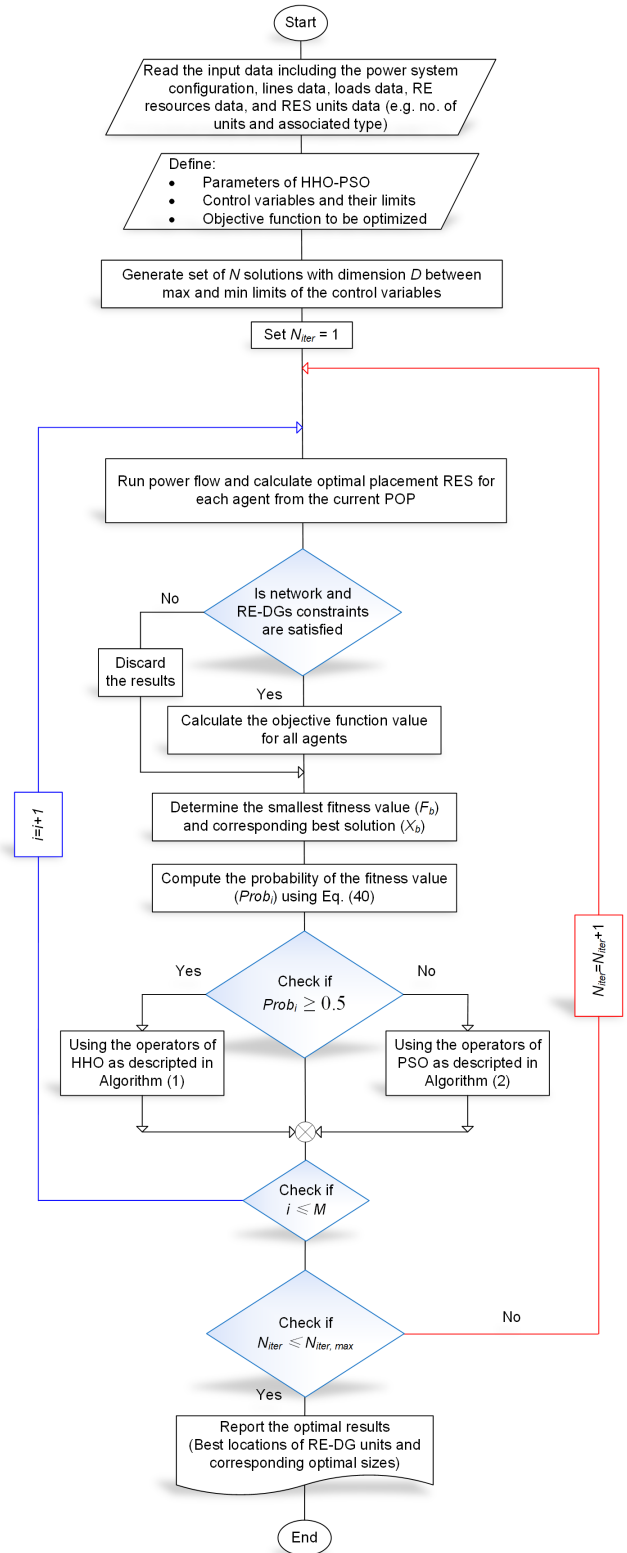 Start
Read the input data including the power system
configuration, lines data, loads data, RE
resources data, and RES units data (e.g. no. of
units and associated type)
Define:
• Parameters of HHO-PSO
• Control variables and their limits
• Objective function to be optimized
Generate set of N solutions with dimension D between
max and min limits of the control variables
Set Niter = 1
Run power flow and calculate optimal placement RES for
each agent from the current POP
Is network and
RE-DGs constraints
are satisfied
No
Discard
the results
Yes
Calculate the objective function value
for all agents
Determine the smallest fitness value (Fb)
and corresponding best solution (Xb)
i=i+1
Compute the probability of the fitness value
(Probi) using Eq. (40)
Niter=Niter+1
Check if
Probi ≥ 0.5
Yes
No
Using the operators of
HHO as descripted in
Algorithm (1)
Using the operators of
PSO as descripted in
Algorithm (2)
Check if
i ≤ M
Check if
Niter ≤ Niter, max
No
Yes
Report the optimal results
(Best locations of RE-DG units and
corresponding optimal sizes)
End